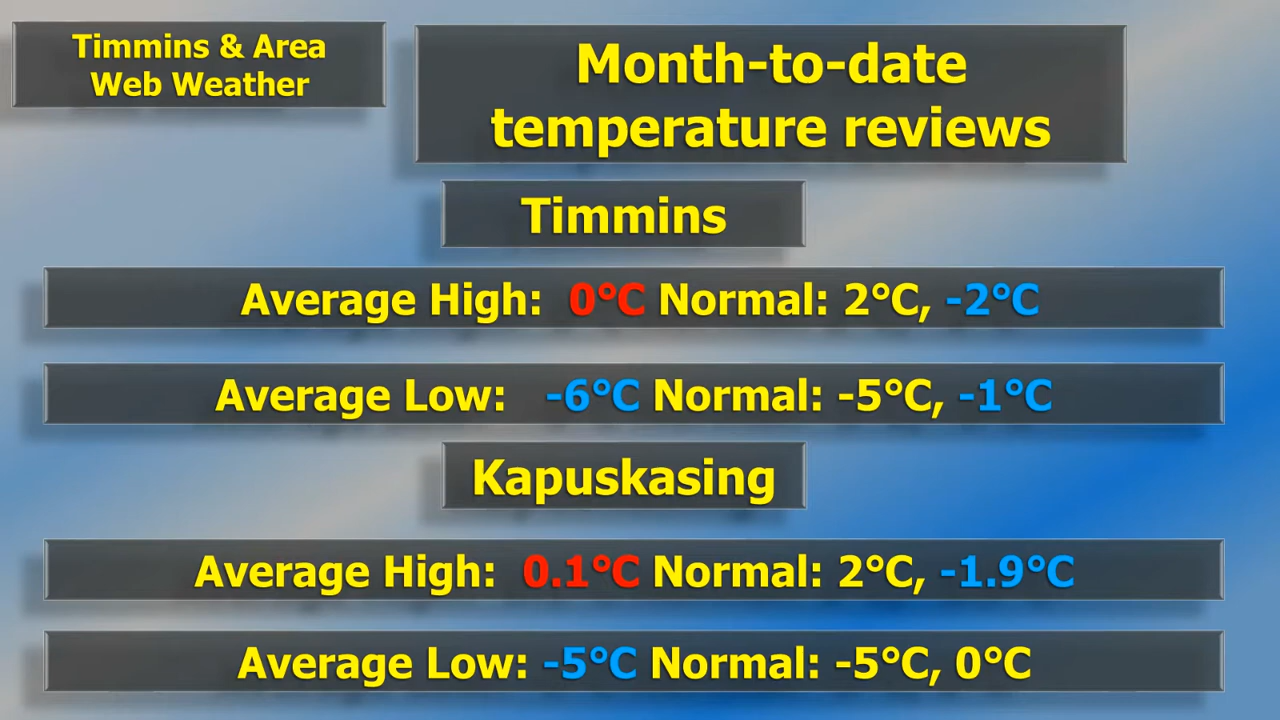 Timmins & Area
Web Weather
Month-to-date
temperature reviews
Timmins
Average High: 0°C Normal: 2°C, -2°C
Average Low: -6°C Normal: -5°C, -1°C
Kapuskasing
Average High: 0.1°C Normal: 2°C, -1.9°C
Average Low: -5°C Normal: -5°C, 0°C